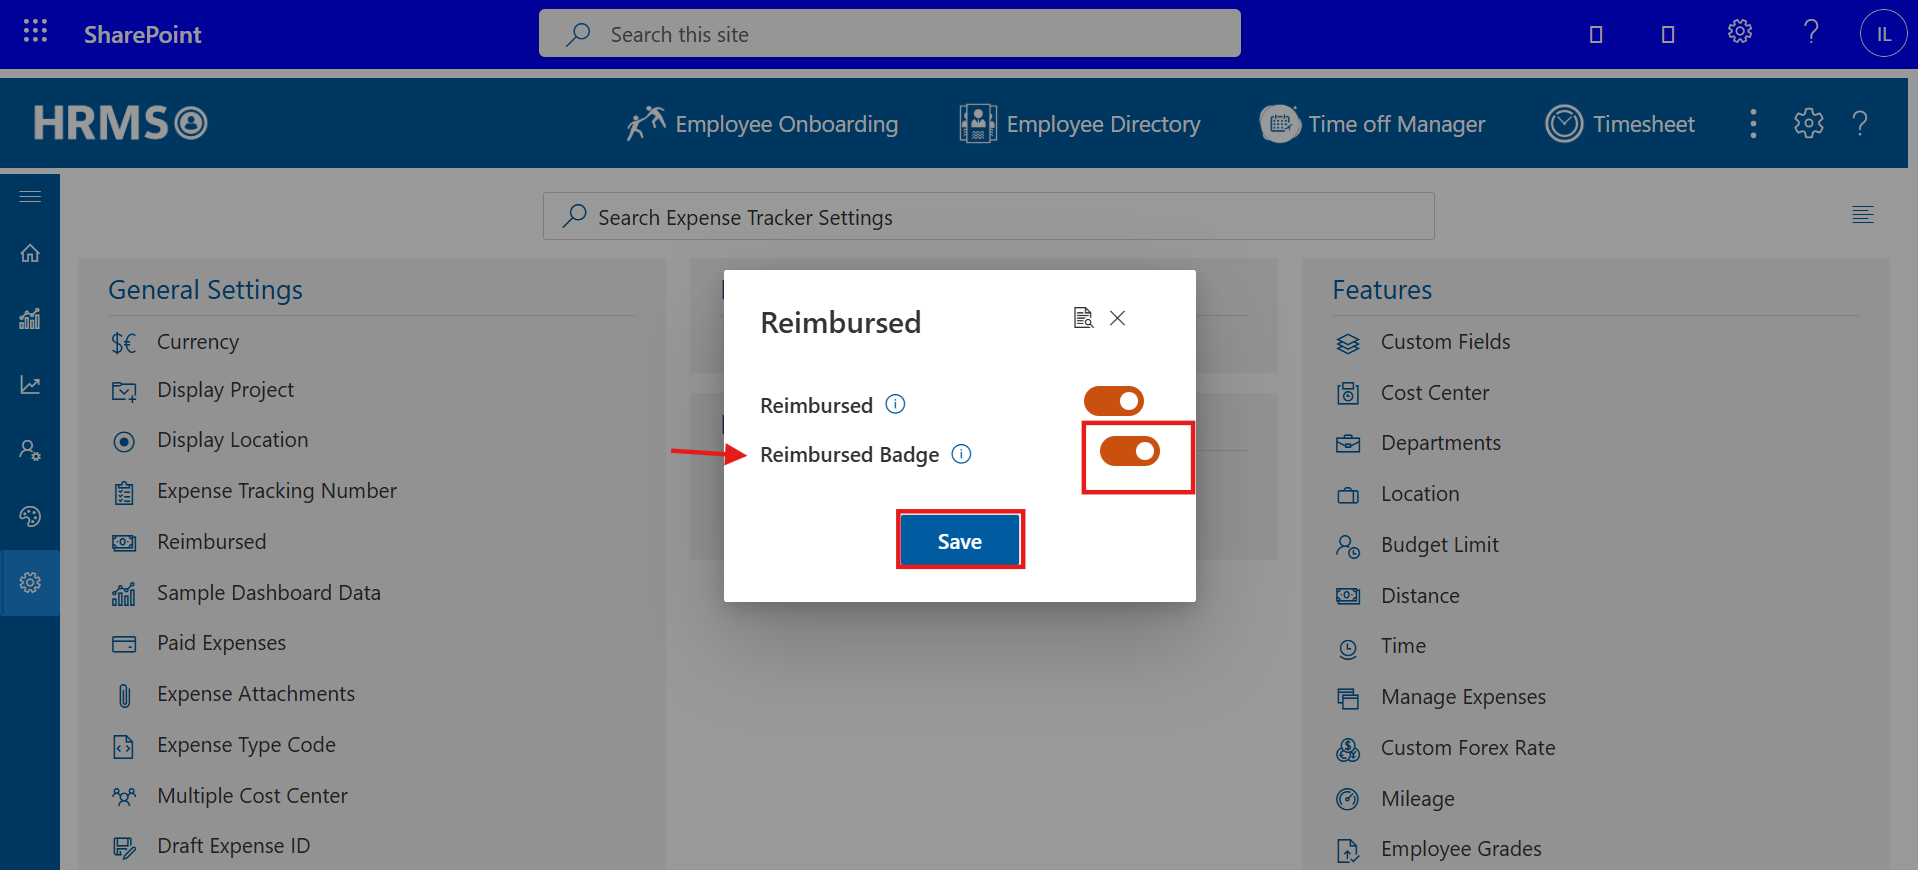 SharePoint
Search this site
IL
HRMS
Employee Onboarding
Employee Directory
Time off Manager
Timesheet
Search Expense Tracker Settings
General Settings
Currency
Display Project
Display Location
Expense Tracking Number
Reimbursed
Sample Dashboard Data
Paid Expenses
Expense Attachments
Expense Type Code
Multiple Cost Center
Draft Expense ID
Reimbursed
Reimbursed
Reimbursed Badge
Save
Features
Custom Fields
Cost Center
Departments
Location
Budget Limit
Distance
Time
Manage Expenses
Custom Forex Rate
Mileage
Employee Grades